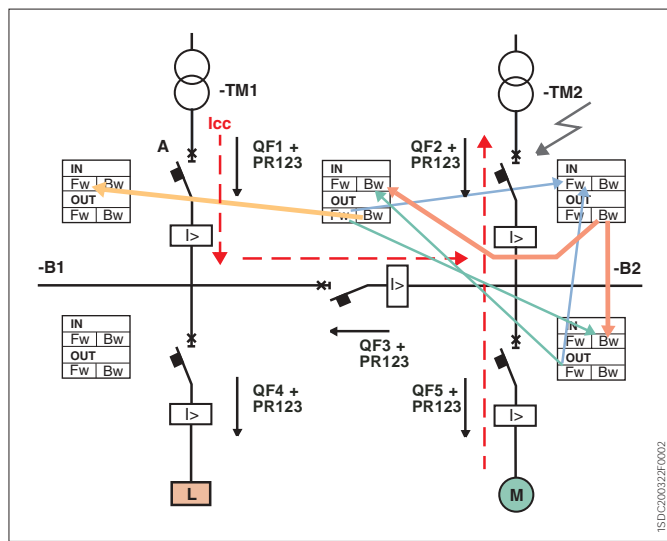 -TM1
-TM2
A
Icc
QF1 +
PR123
QF2 +
PR123
IN
Fw Bw
OUT
Fw Bw
IN
Fw Bw
OUT
Fw Bw
IN
Fw Bw
OUT
Fw Bw
I>
I>
-B1
-B2
I>
IN
Fw Bw
OUT
Fw Bw
IN
Fw Bw
OUT
Fw Bw
QF3 +
PR123
QF4 +
PR123
QF5 +
PR123
I>
I>
L
M
1SDC200322F0002